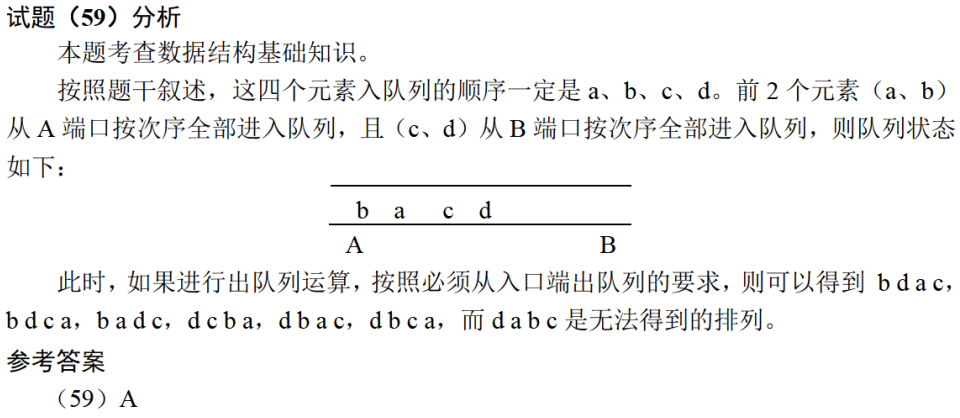 试题（59）分析
本题考查数据结构基础知识。
按照题干叙述，这四个元素入队列的顺序一定是 a、b、c、d。前 2 个元素（a、b）
从 A 端口按次序全部进入队列，且（c、d）从 B 端口按次序全部进入队列，则队列状态
如下：
b a c d
A B
此时，如果进行出队列运算，按照必须从入口端出队列的要求，则可以得到 b d a c，
b d c a，b a d c，d c b a，d b a c，d b c a，而 d a b c 是无法得到的排列。
参考答案
（59）A